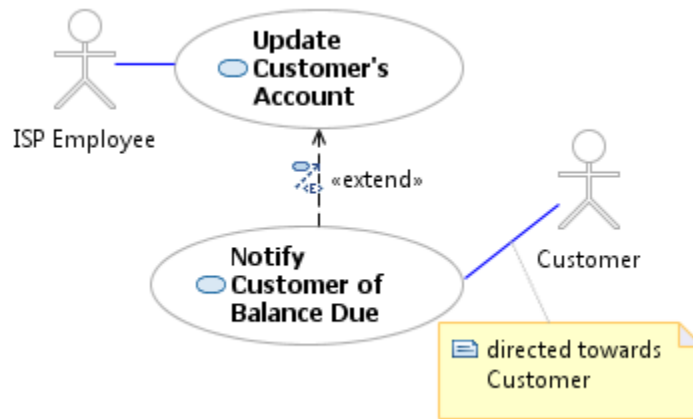 Update
Customer's
Account
ISP Employee
«extend»
Customer
Notify
Customer of
Balance Due
directed towards
Customer